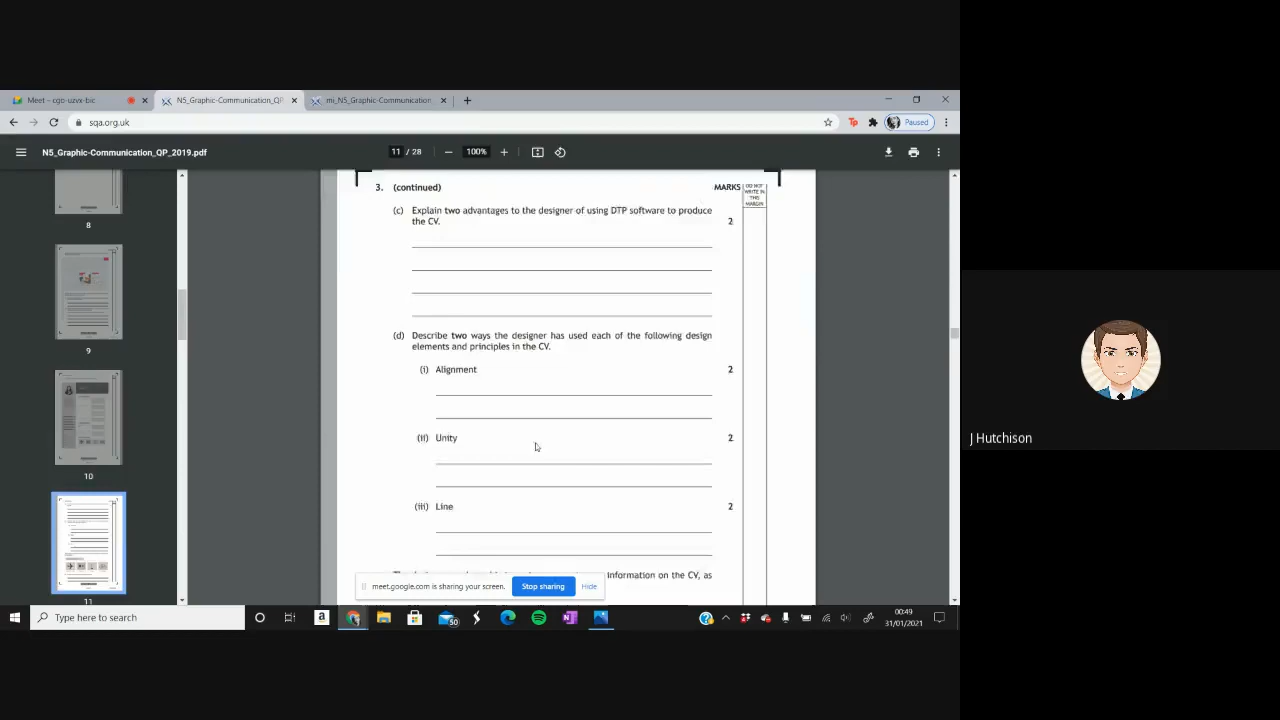 Meet – cgo-uzvx-bic
N5_Graphic-Communication_QP
mi_N5_Graphic-Communication
sqa.org.uk
Paused
N5_Graphic-Communication_QP_2019.pdf
11 / 28
100%
8
9
10
11
3. (continued)
MARKS
DO NOT
WRITE IN
THIS
MARGIN
(c) Explain two advantages to the designer of using DTP software to produce
the CV.
2
(d) Describe two ways the designer has used each of the following design
elements and principles in the CV.
(i) Alignment
2
(ii) Unity
2
(iii) Line
2
information on the CV, as
meet.google.com is sharing your screen.
Stop sharing
Hide
J Hutchison
Type here to search
50
00:49
31/01/2021